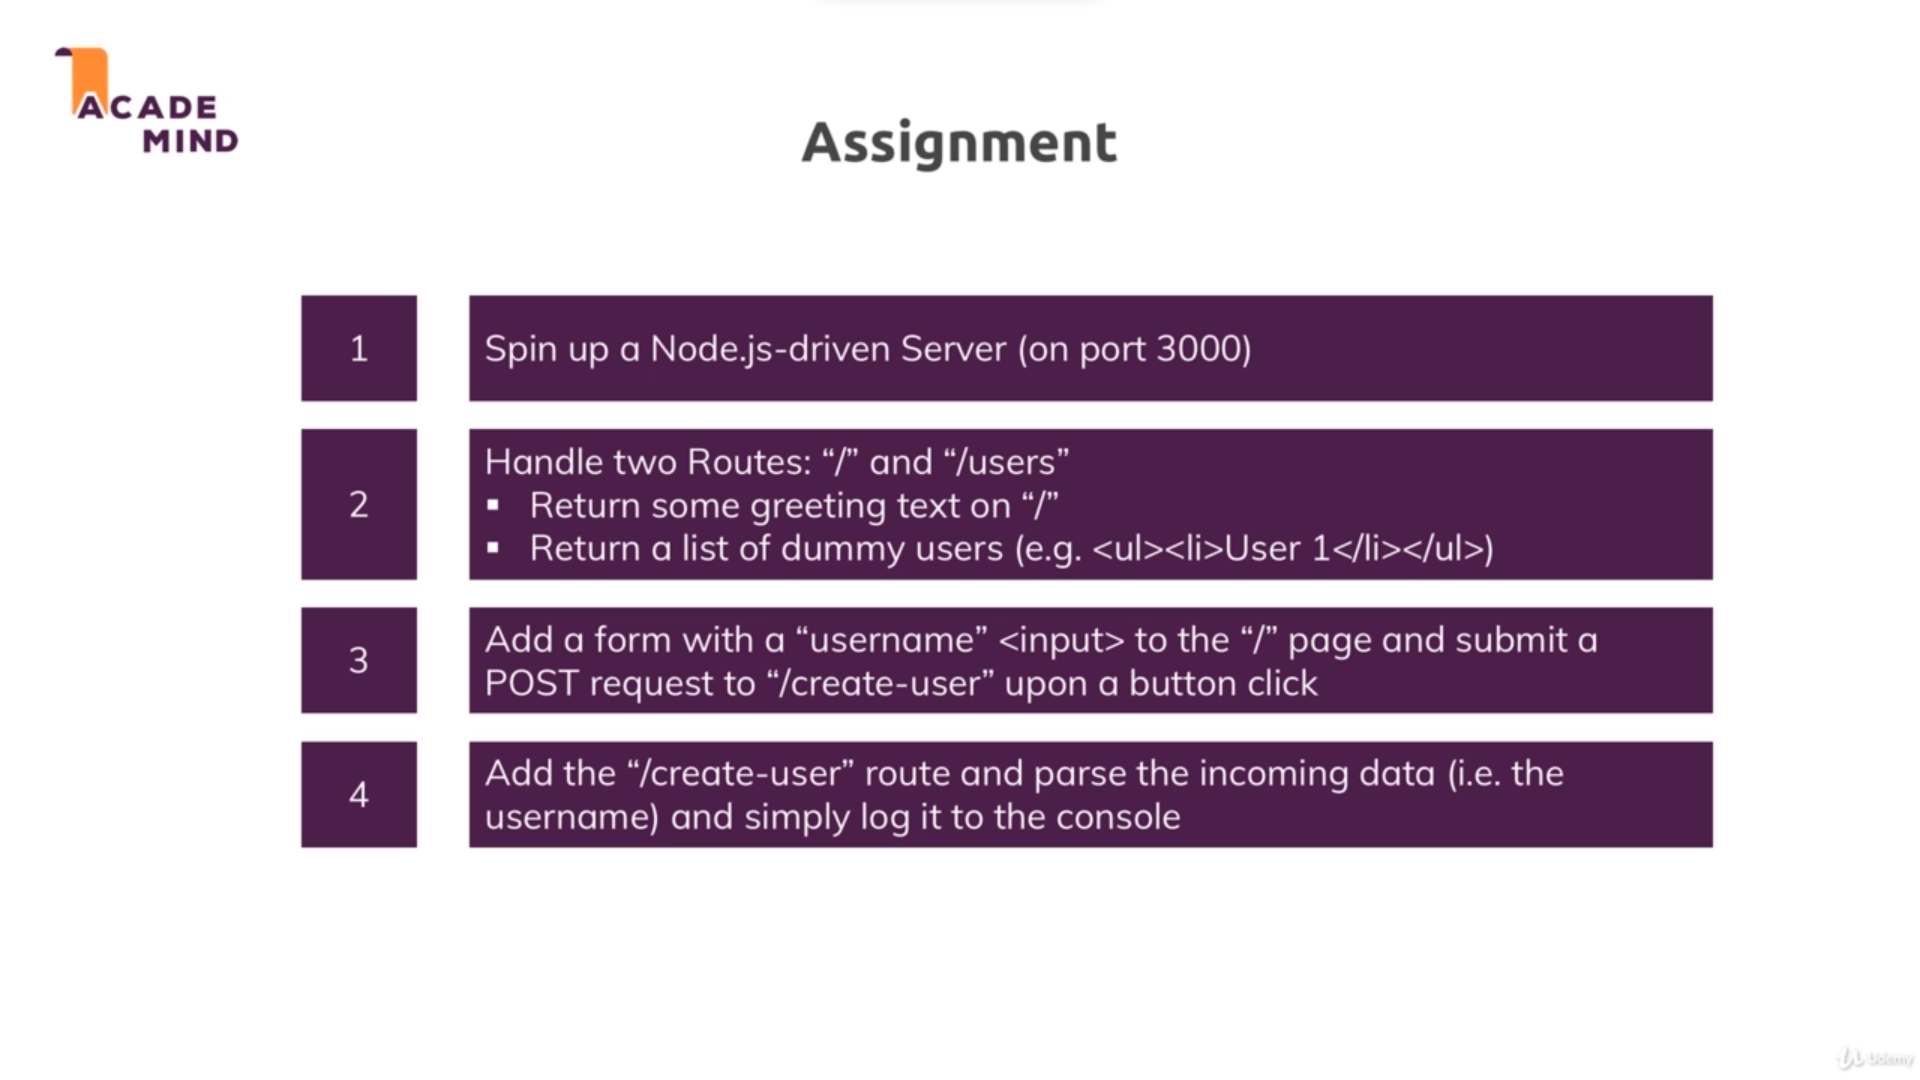 ACADE
MIND
Assignment
1
Spin up a Node.js-driven Server (on port 3000)
2
Handle two Routes: “/” and “/users”
▪ Return some greeting text on “/”
▪ Return a list of dummy users (e.g. <ul><li>User 1</li></ul>)
3
Add a form with a “username” <input> to the “/” page and submit a
POST request to “/create-user” upon a button click
4
Add the “/create-user” route and parse the incoming data (i.e. the
username) and simply log it to the console
Udemy